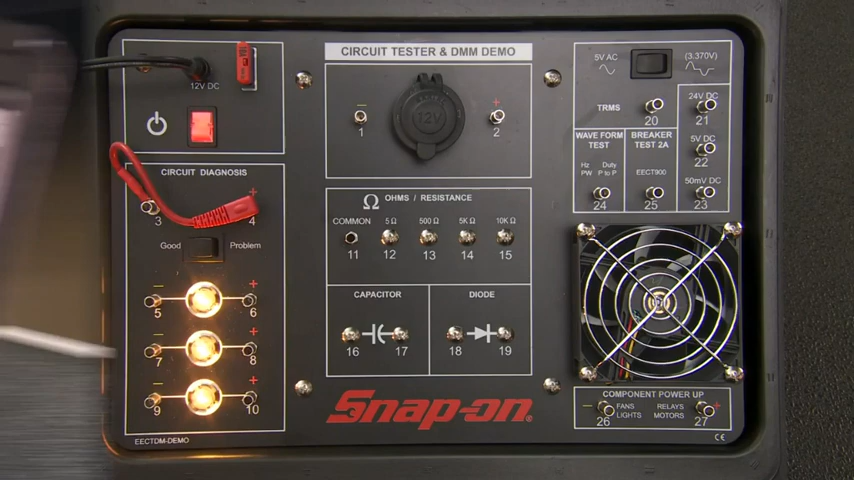 CIRCUIT TESTER & DMM DEMO
12V DC
12V
1
2
5V AC
(3.370V)
TRMS
20
24V DC
21
5V DC
22
50mV DC
23
WAVE FORM TEST
Hz Duty
PW P to P
24
BREAKER TEST 2A
EECT900
25
CIRCUIT DIAGNOSIS
3
4
Good
Problem
5
6
7
8
9
10
EECTDM-DEMO
Ω OHMS / RESISTANCE
COMMON
5 Ω
500 Ω
5K Ω
10K Ω
11
12
13
14
15
CAPACITOR
16
17
DIODE
18
19
Snap-on®
COMPONENT POWER UP
FANS
LIGHTS
26
RELAYS
MOTORS
27
CE